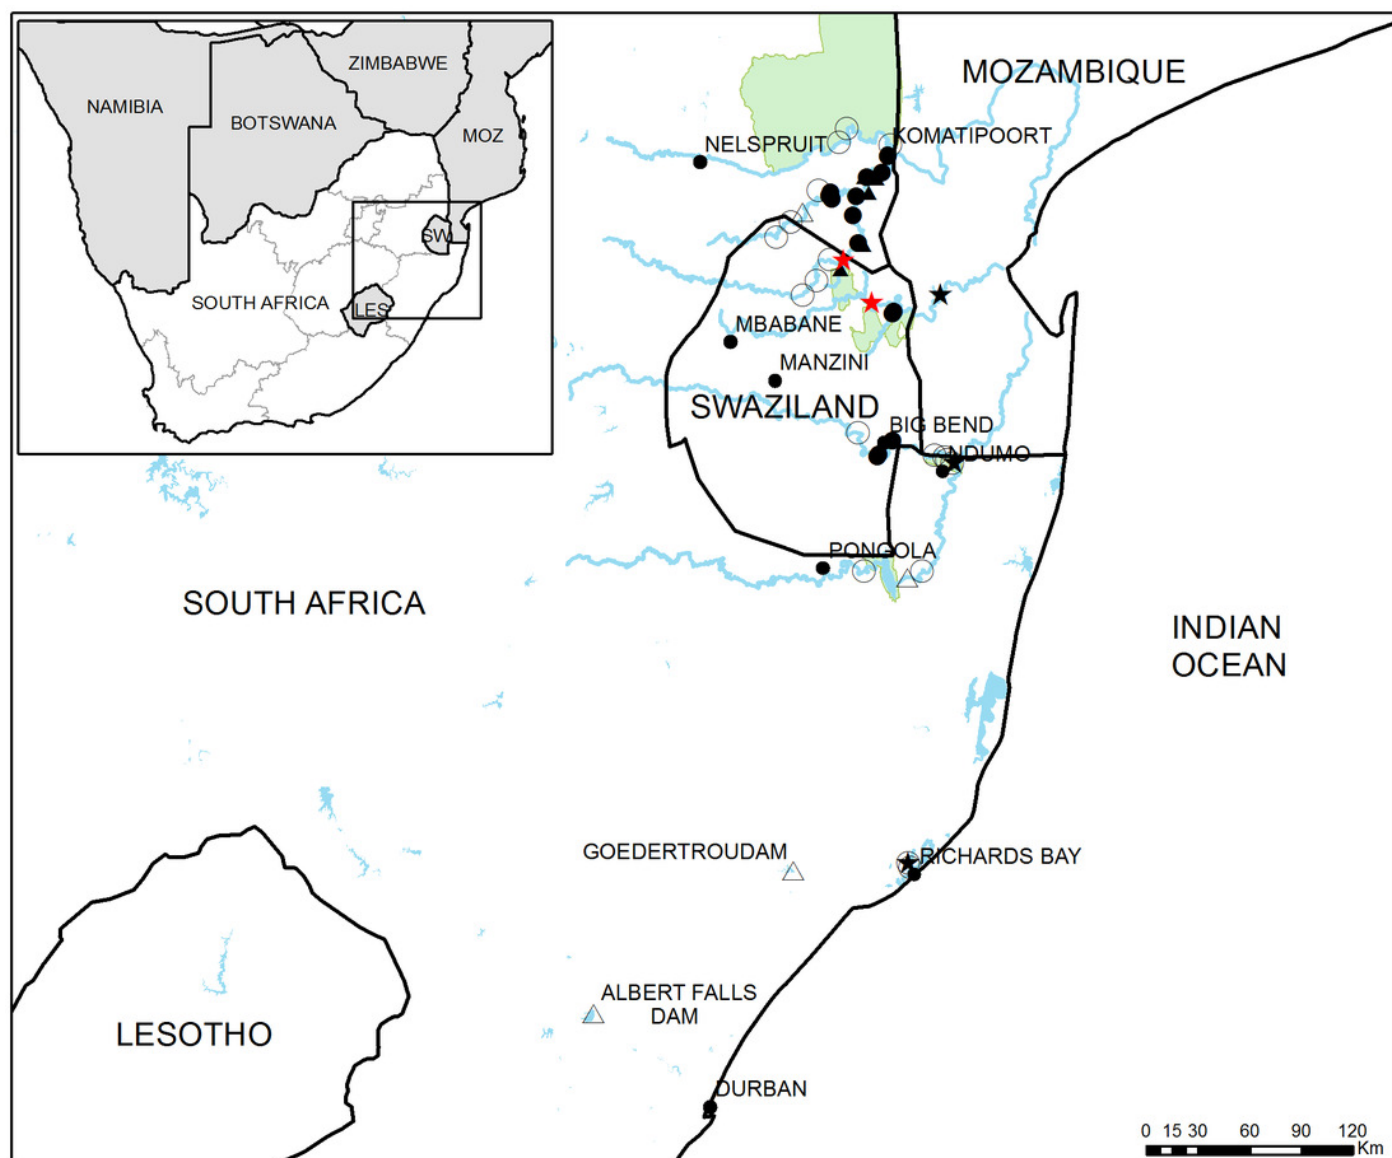 ZIMBABWE
NAMIBIA
BOTSWANA
MOZ
SW
SOUTH AFRICA
LES
MOZAMBIQUE
NELSPRUIT
KOMATIPOORT
MBABANE
MANZINI
SWAZILAND
BIG BEND
NDUMO
PONGOLA
SOUTH AFRICA
INDIAN
OCEAN
GOEDERTROUDAM
RICHARDS BAY
ALBERT FALLS
DAM
LESOTHO
DURBAN
0 15 30 60 90 120
Km